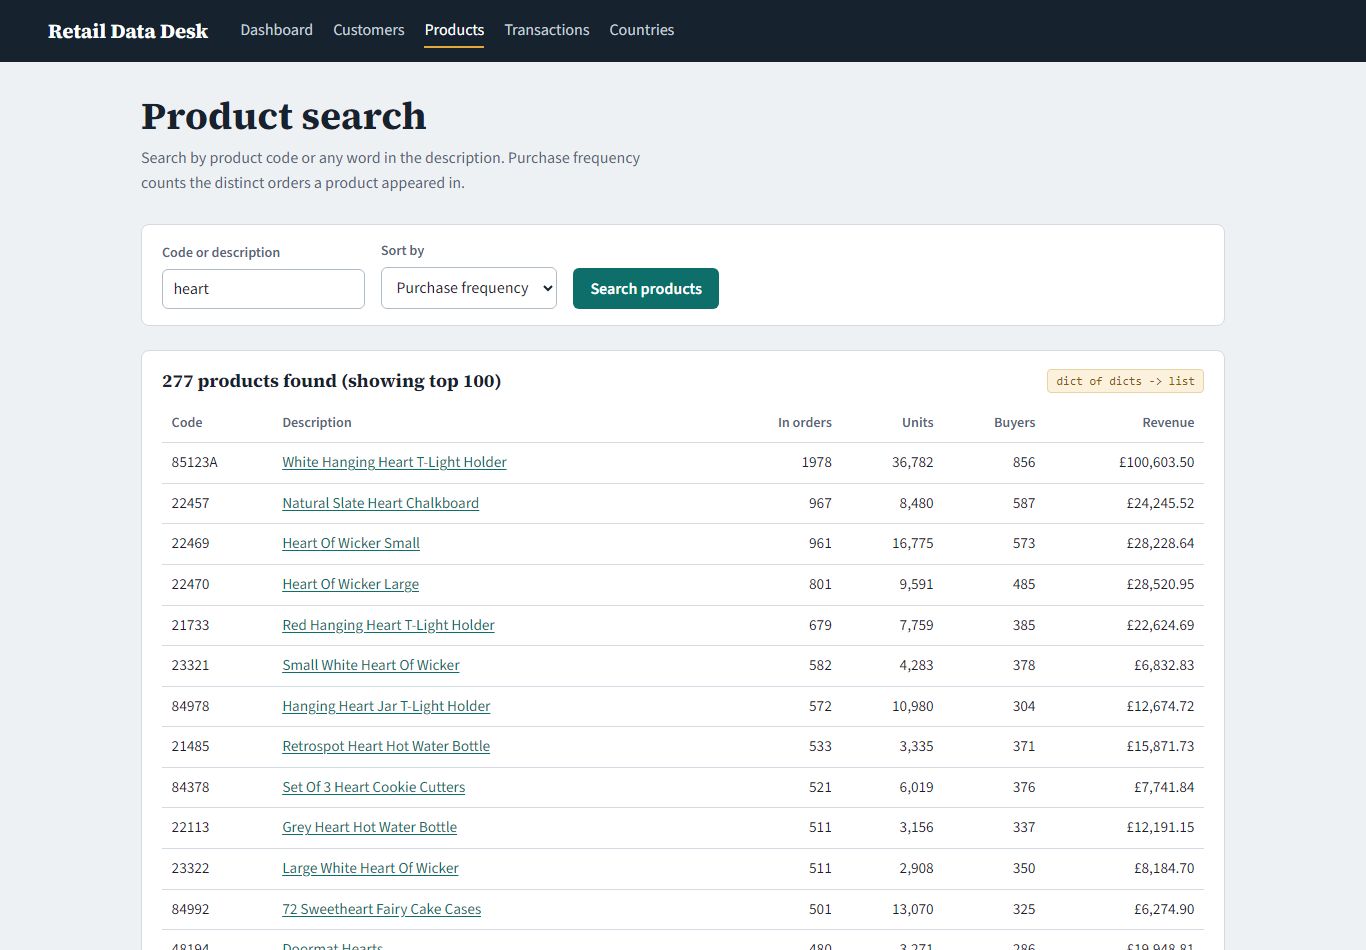 Retail Data Desk Dashboard Customers Products Transactions Countries
Product search
Search by product code or any word in the description. Purchase frequency
counts the distinct orders a product appeared in.
Code or description Sort by
heart Purchase frequency Search products
277 products found (showing top 100) dict of dicts -> list
Code Description In orders Units Buyers Revenue
85123A White Hanging Heart T-Light Holder 1978 36,782 856 £100,603.50
22457 Natural Slate Heart Chalkboard 967 8,480 587 £24,245.52
22469 Heart Of Wicker Small 961 16,775 573 £28,228.64
22470 Heart Of Wicker Large 801 9,591 485 £28,520.95
21733 Red Hanging Heart T-Light Holder 679 7,759 385 £22,624.69
23321 Small White Heart Of Wicker 582 4,283 378 £6,832.83
84978 Hanging Heart Jar T-Light Holder 572 10,980 304 £12,674.72
21485 Retrospot Heart Hot Water Bottle 533 3,335 371 £15,871.73
84378 Set Of 3 Heart Cookie Cutters 521 6,019 376 £7,741.84
22113 Grey Heart Hot Water Bottle 511 3,156 337 £12,191.15
23322 Large White Heart Of Wicker 511 2,908 350 £8,184.70
84992 72 Sweetheart Fairy Cake Cases 501 13,070 325 £6,274.90
48194 Doormat Hearts 480 3,271 286 £19,948.81